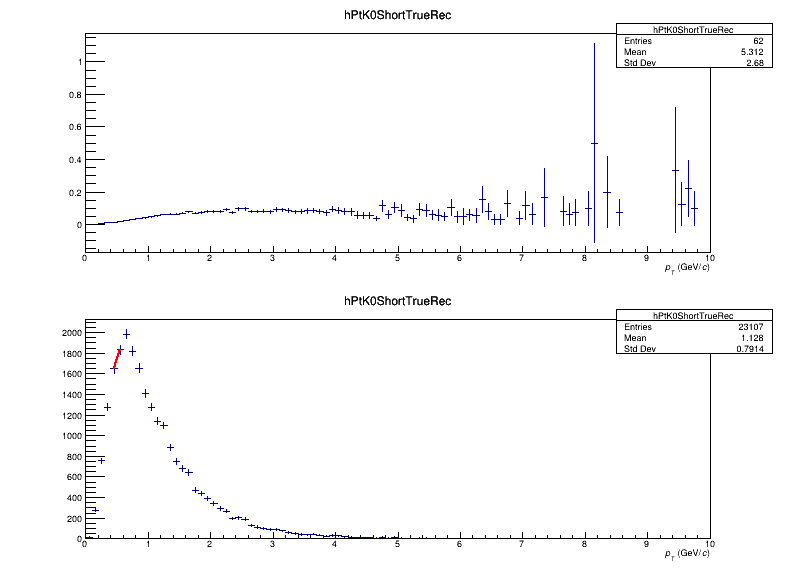 hPtK0ShortTrueRec
hPtK0ShortTrueRec
Entries 62
Mean 5.312
Std Dev 2.68
1
0.8
0.6
0.4
0.2
0
0 1 2 3 4 5 6 7 8 9 10
p_T (GeV/c)
hPtK0ShortTrueRec
hPtK0ShortTrueRec
Entries 23107
Mean 1.128
Std Dev 0.7914
2000
1800
1600
1400
1200
1000
800
600
400
200
0
0 1 2 3 4 5 6 7 8 9 10
p_T (GeV/c)